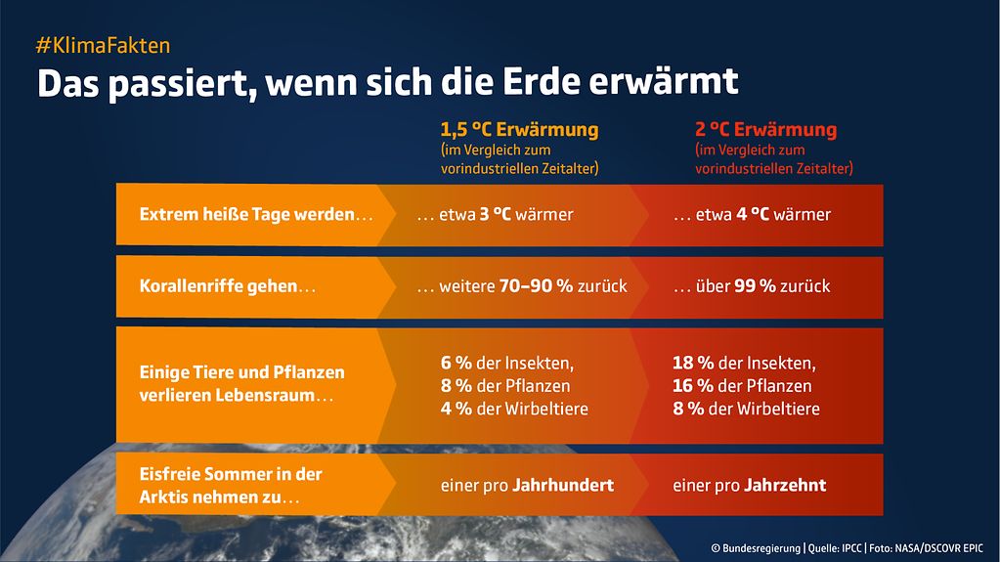 #KlimaFakten
Das passiert, wenn sich die Erde erwärmt
1,5 °C Erwärmung
(im Vergleich zum
vorindustriellen Zeitalter)
2 °C Erwärmung
(im Vergleich zum
vorindustriellen Zeitalter)
Extrem heiße Tage werden…
… etwa 3 °C wärmer
… etwa 4 °C wärmer
Korallenriffe gehen…
… weitere 70–90 % zurück
… über 99 % zurück
Einige Tiere und Pflanzen
verlieren Lebensraum…
6 % der Insekten,
8 % der Pflanzen
4 % der Wirbeltiere
18 % der Insekten,
16 % der Pflanzen
8 % der Wirbeltiere
Eisfreie Sommer in der
Arktis nehmen zu…
einer pro Jahrhundert
einer pro Jahrzehnt
© Bundesregierung | Quelle: IPCC | Foto: NASA/DSCOVR EPIC